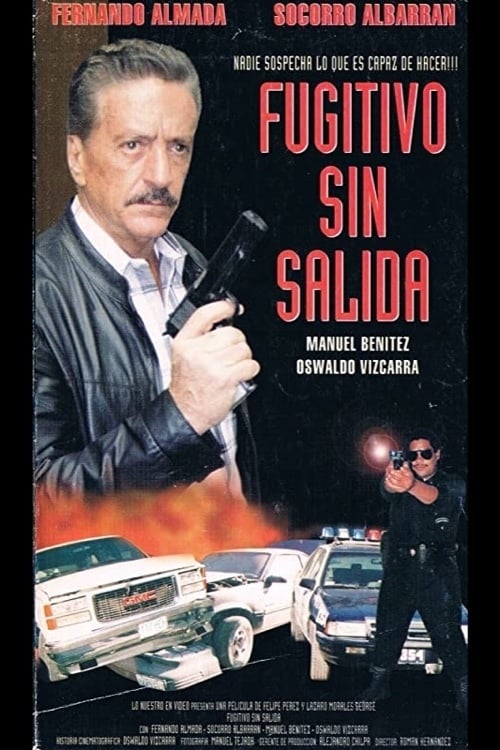 FERNANDO ALMADA SOCORRO ALBARRAN
NADIE SOSPECHA LO QUE ES CAPAZ DE HACER!!!
FUGITIVO
SIN
SALIDA
MANUEL BENITEZ
OSWALDO VIZCARRA
GMC
354
LO NUESTRO EN VIDEO PRESENTA UNA PELICULA DE FELIPE PEREZ Y LAZARO MORALES GEORGE
FUGITIVO SIN SALIDA
CON FERNANDO ALMADA - SOCORRO ALBARRAN - MANUEL BENITEZ - OSWALDO VIZCARRA
HISTORIA CINEMATOGRAFICA: OSWALDO VIZCARRA FOTOGRAFIA MANUEL TEJADA GERENTE DE PRODUCCION: ALEJANDRO CHILPA DIRECTOR: ROMAN HERNANDEZ